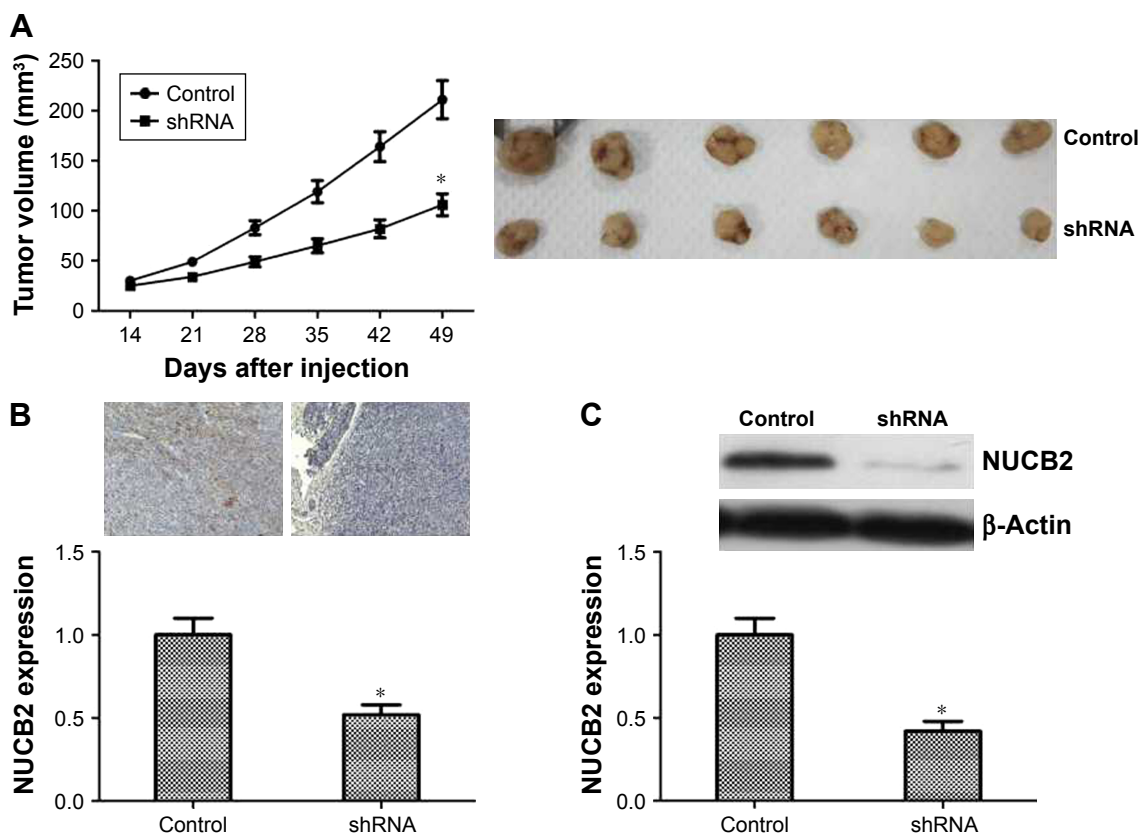 A
Tumor volume (mm³)
250
200
150
100
50
0
Control
shRNA
*
14 21 28 35 42 49
Days after injection
Control
shRNA
B
NUCB2 expression
1.5
1.0
0.5
0.0
*
Control shRNA
C
Control shRNA
NUCB2
β-Actin
NUCB2 expression
1.5
1.0
0.5
0.0
*
Control shRNA